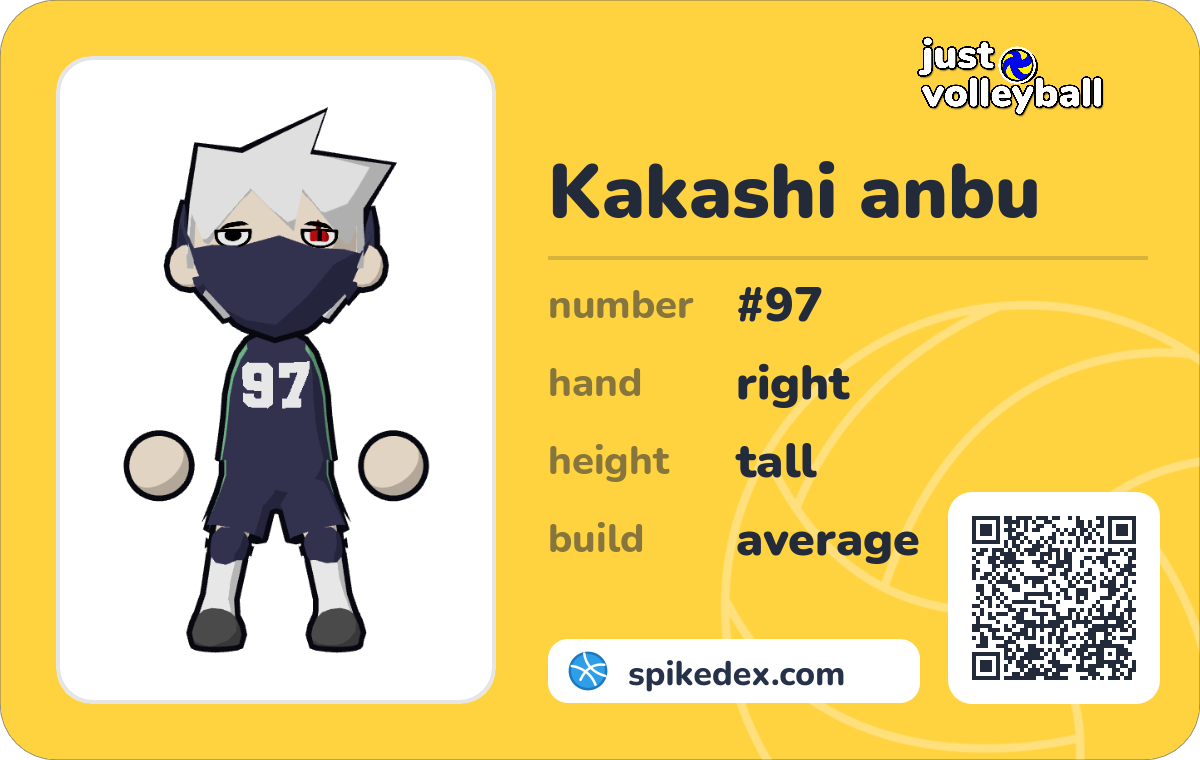 just
volleyball
Kakashi anbu
number #97
hand right
height tall
build average
97
spikedex.com